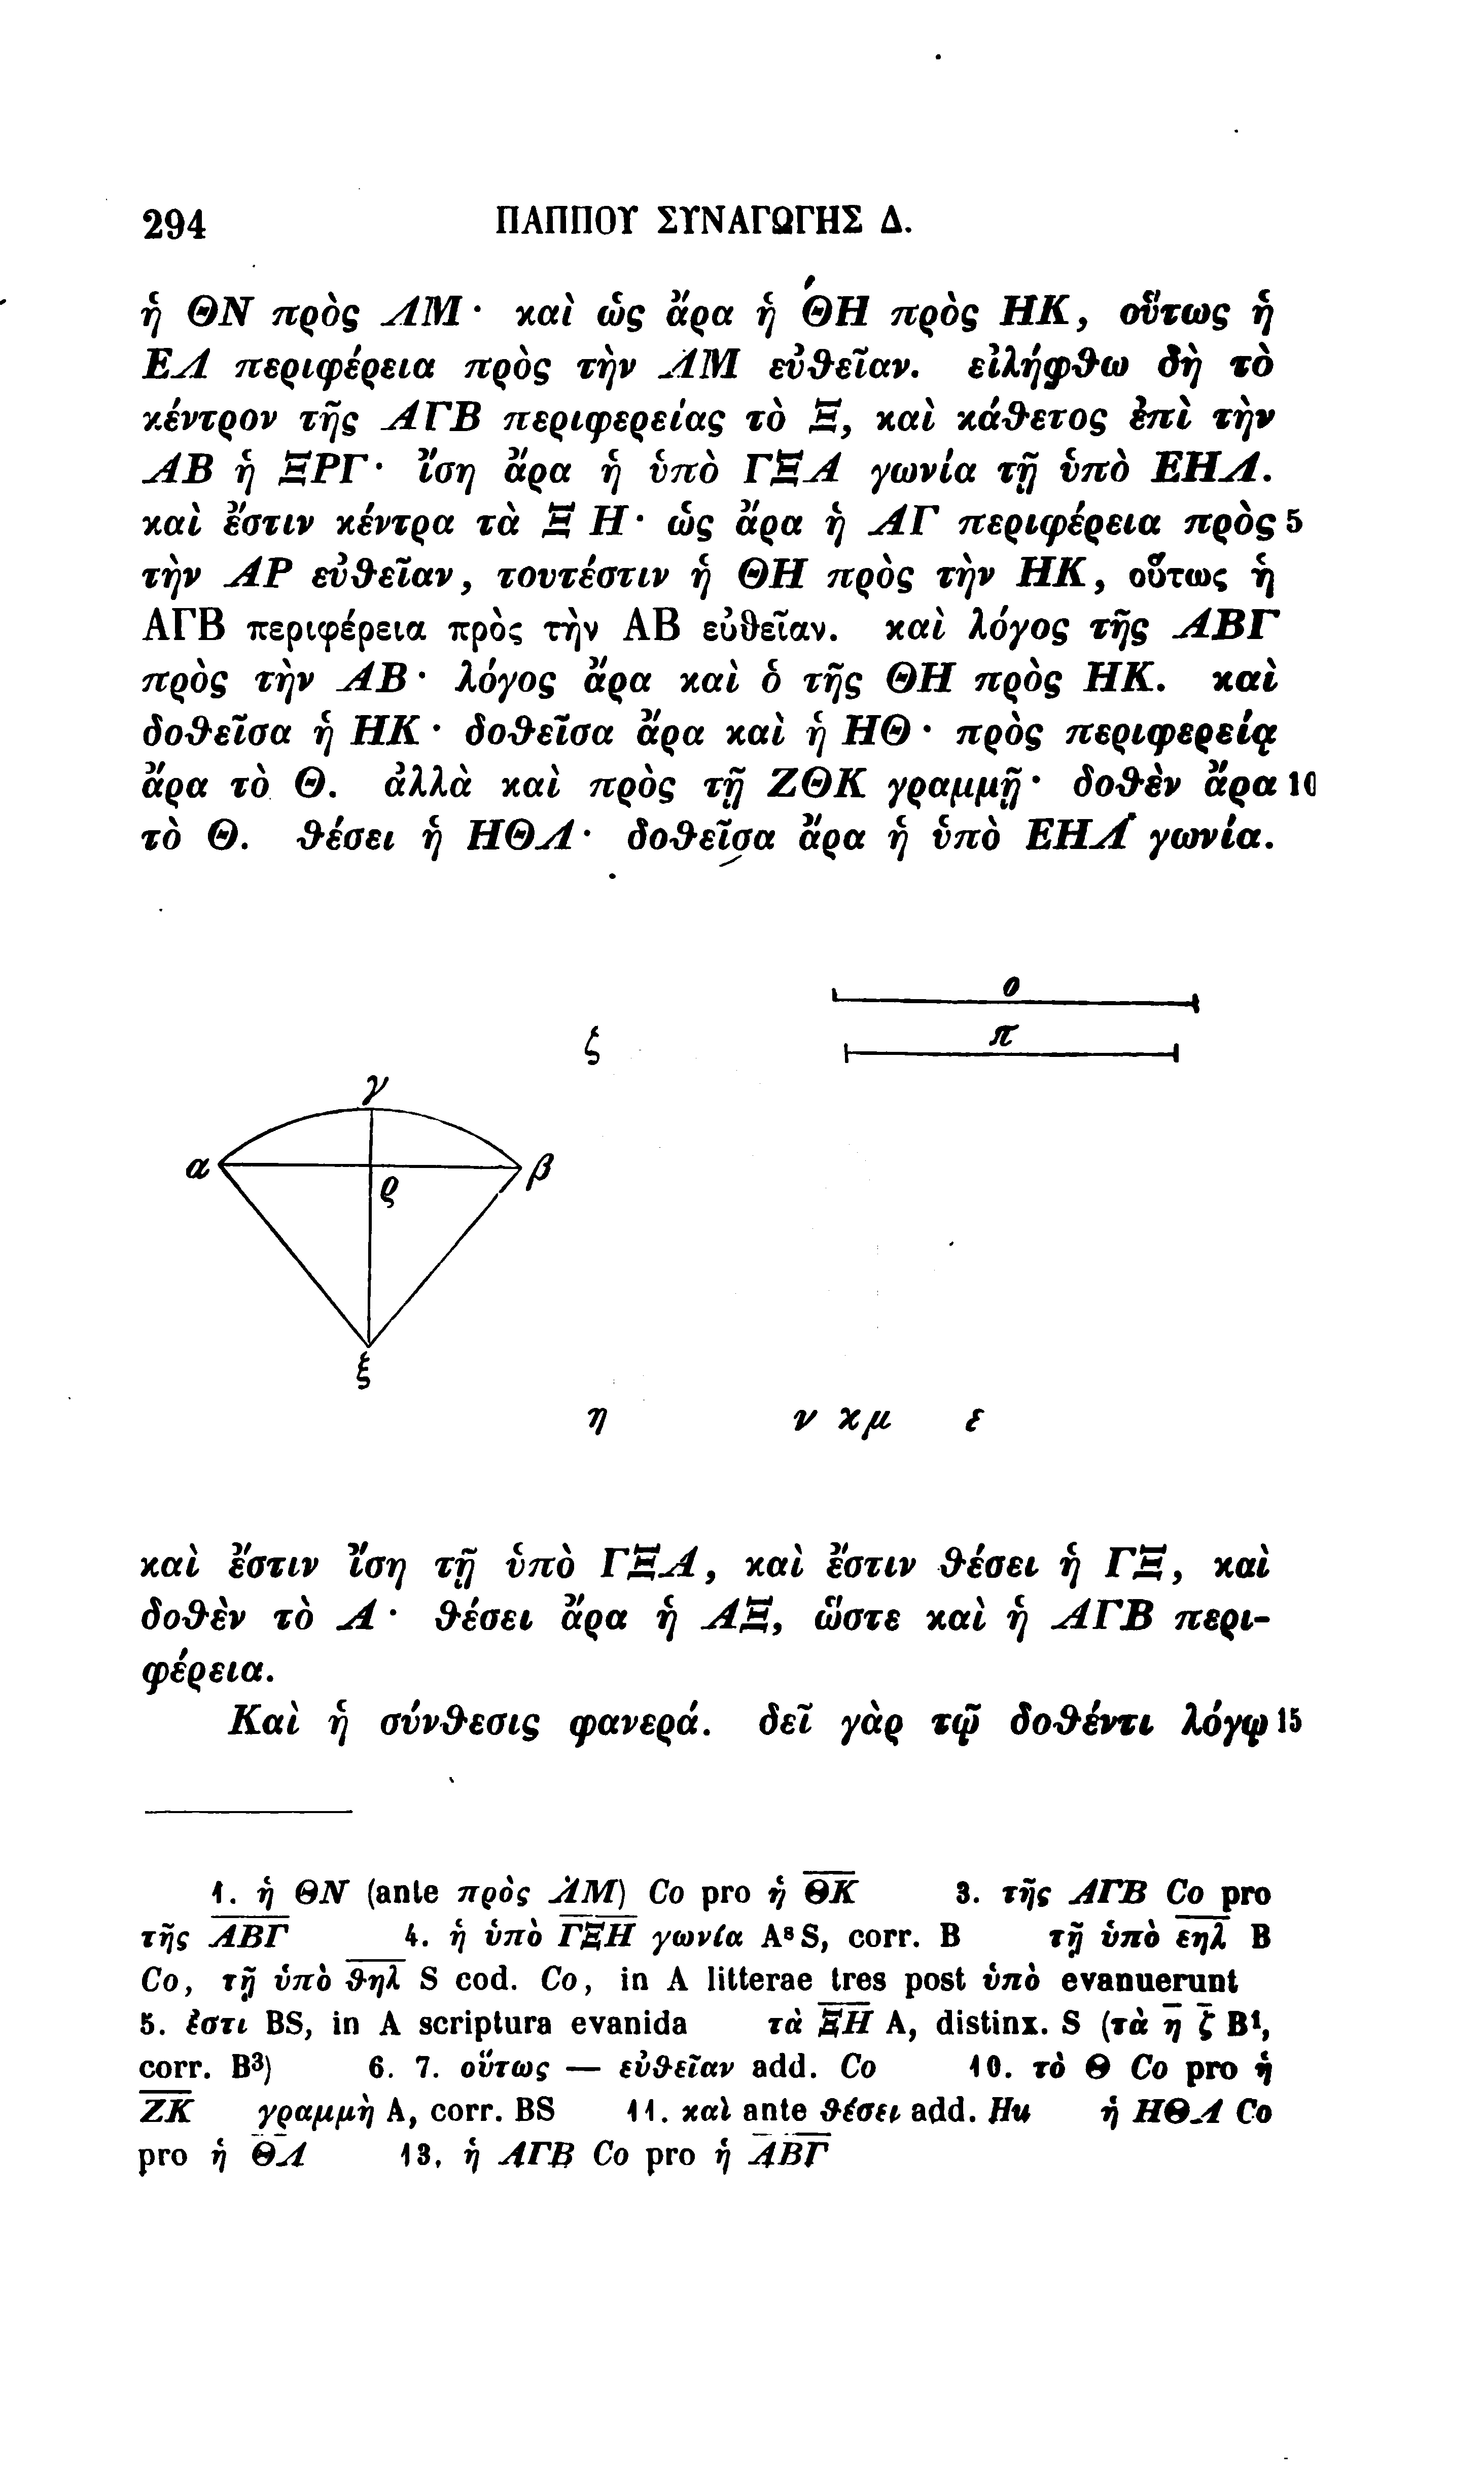 294 ΠΑΠΠΟΥ ΣΥΝΑΓΩΓΗΣ Δ.
ἡ ΘΝ πρὸς ΛΜ· καὶ ὡς ἄρα ἡ ΘΗ πρὸς ΗΚ, οὕτως ἡ
ΕΛ περιφέρεια πρὸς τὴν ΛΜ εὐθεῖαν. εἰλήφθω δὴ τὸ
κέντρον τῆς ΑΓΒ περιφερείας τὸ Ξ, καὶ κάθετος ἐπὶ τὴν
ΑΒ ἡ ΞΡΓ· ἴση ἄρα ἡ ὑπὸ ΓΞΑ γωνία τῇ ὑπὸ ΕΗΛ.
καὶ ἔστιν κέντρα τὰ Ξ Η· ὡς ἄρα ἡ ΑΓ περιφέρεια πρὸς 5
τὴν ΑΡ εὐθεῖαν, τουτέστιν ἡ ΘΗ πρὸς τὴν ΗΚ, οὕτως ἡ
ΑΓΒ περιφέρεια πρὸς τὴν ΑΒ εὐθεῖαν. καὶ λόγος τῆς ΑΒΓ
πρὸς τὴν ΑΒ· λόγος ἄρα καὶ ὁ τῆς ΘΗ πρὸς ΗΚ. καὶ
δοθεῖσα ἡ ΗΚ· δοθεῖσα ἄρα καὶ ἡ ΗΘ· πρὸς περιφερείᾳ
ἄρα τὸ Θ. ἀλλὰ καὶ πρὸς τῇ ΖΘΚ γραμμῇ· δοθὲν ἄρα 10
τὸ Θ. θέσει ἡ ΗΘΛ· δοθεῖσα ἄρα ἡ ὑπὸ ΕΗΛ γωνία.
ο
π
ζ
γ
α β
ρ
ξ
η ν κ μ ε
καὶ ἔστιν ἴση τῇ ὑπὸ ΓΞΑ, καὶ ἔστιν θέσει ἡ ΓΞ, καὶ
δοθὲν τὸ Α· θέσει ἄρα ἡ ΑΞ, ὥστε καὶ ἡ ΑΓΒ περι-
φέρεια.
Καὶ ἡ σύνθεσις φανερά. δεῖ γὰρ τῷ δοθέντι λόγῳ 15
1. ἡ ΘΝ (ante πρὸς ΛΜ) Co pro ἡ Θ̅Κ̅ 3. τῆς ΑΓΒ Co pro
τῆς Α̅Β̅Γ̅ 4. ἡ ὑπὸ Γ̅Ξ̅Η̅ γωνία AˢS, corr. B τῇ ὑπὸ ε̅η̅λ̅ B
Co, τῇ ὑπὸ θ̅η̅λ̅ S cod. Co, in A litterae tres post ὑπὸ evanuerunt
5. ἐστι BS, in A scriptura evanida τὰ Ξ̅Η̅ A, distinx. S (τὰ η̅ ζ̅ B¹,
corr. B³) 6. 7. οὕτως — εὐθεῖαν add. Co 10. τὸ Θ Co pro ἡ
Ζ̅Κ̅ γραμμὴ A, corr. BS 11. καὶ ante θέσει add. Hu ἡ ΗΘΛ Co
pro ἡ Θ̅Λ̅ 13. ἡ ΑΓΒ Co pro ἡ Α̅Β̅Γ̅